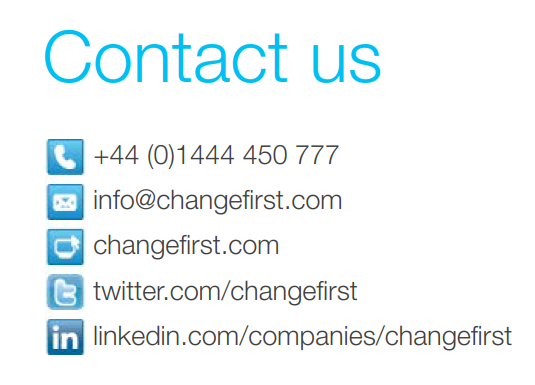 Contact us
+44 (0)1444 450 777
info@changefirst.com
changefirst.com
twitter.com/changefirst
in linkedin.com/companies/changefirst